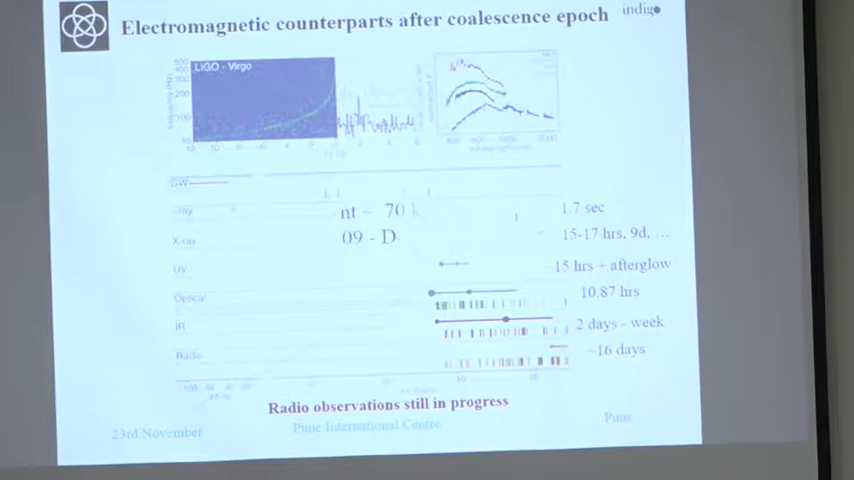 Electromagnetic counterparts after coalescence epoch
indigo
LIGO - Virgo
GW
1.7 sec
nt ~ 70
09 - D
X-ray
15-17 hrs, 9d, ...
UV
~15 hrs + afterglow
Optical
10.87 hrs
IR
2 days - week
Radio
~16 days
Radio observations still in progress
23rd November
Pune International Centre
Pune